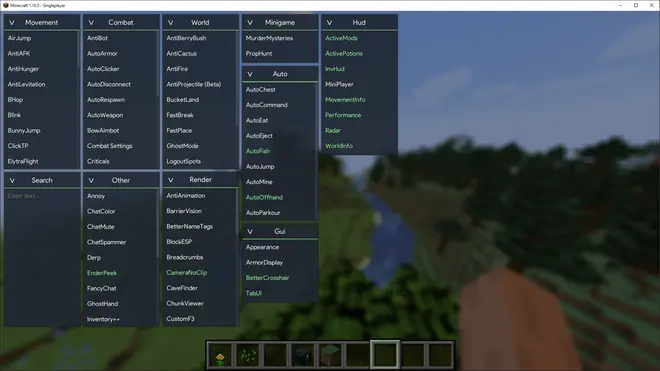 Minecraft 1.16.5 - Singleplayer
Movement
AirJump
AntiAFK
AntiHunger
AntiLevitation
BHop
Blink
BunnyJump
ClickTP
ElytraFlight
Search
Enter text...
Combat
AntiBot
AutoArmor
AutoClicker
AutoDisconnect
AutoRespawn
AutoWeapon
BowAimbot
Combat Settings
Criticals
Other
Annoy
ChatColor
ChatMute
ChatSpammer
Derp
EnderPeek
FancyChat
GhostHand
Inventory++
World
AntiBerryBush
AntiCactus
AntiFire
AntiProjectile (Beta)
BucketLand
FastBreak
FastPlace
GhostMode
LogoutSpots
Render
AntiAnimation
BarrierVision
BetterNameTags
BlockESP
Breadcrumbs
CameraNoClip
CaveFinder
ChunkViewer
CustomF3
Minigame
MurderMysteries
PropHunt
Auto
AutoChest
AutoCommand
AutoEat
AutoEject
AutoFish
AutoJump
AutoMine
AutoOffhand
AutoParkour
Gui
Appearance
ArmorDisplay
BetterCrosshair
TabUI
Hud
ActiveMods
ActivePotions
InvHud
MiniPlayer
MovementInfo
Performance
Radar
WorldInfo